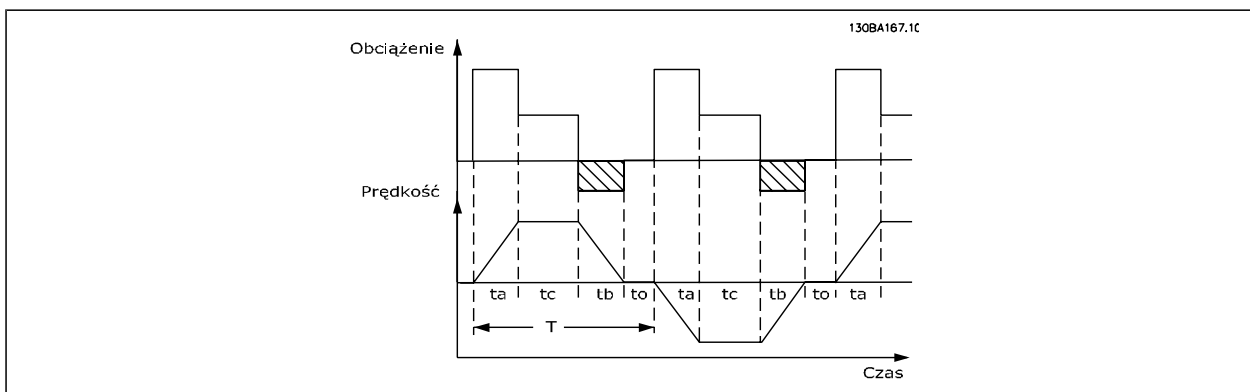 130BA167.10
Obciążenie
Prędkość
ta tc tb to ta tc tb to ta
T
Czas